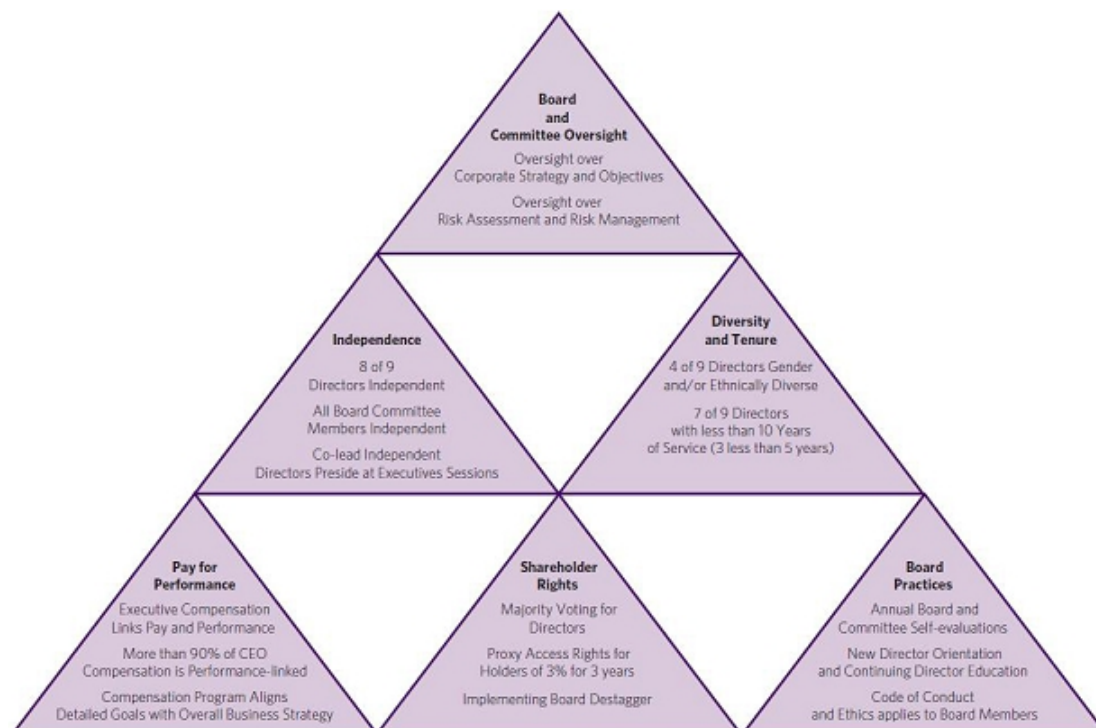 Board
and
Committee Oversight
Oversight over
Corporate Strategy and Objectives
Oversight over
Risk Assessment and Risk Management
Independence
8 of 9
Directors Independent
All Board Committee
Members Independent
Co-lead Independent
Directors Preside at Executives Sessions
Diversity
and Tenure
4 of 9 Directors Gender
and/or Ethnically Diverse
7 of 9 Directors
with less than 10 Years
of Service (3 less than 5 years)
Pay for
Performance
Executive Compensation
Links Pay and Performance
More than 90% of CEO
Compensation is Performance-linked
Compensation Program Aligns
Detailed Goals with Overall Business Strategy
Shareholder
Rights
Majority Voting for
Directors
Proxy Access Rights for
Holders of 3% for 3 years
Implementing Board Destagger
Board
Practices
Annual Board and
Committee Self-evaluations
New Director Orientation
and Continuing Director Education
Code of Conduct
and Ethics applies to Board Members